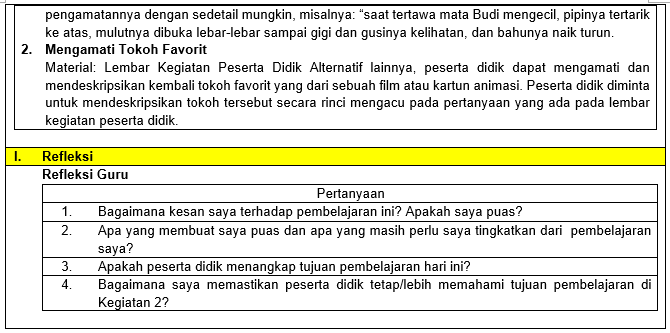 pengamatannya dengan sedetail mungkin, misalnya: “saat tertawa mata Budi mengecil, pipinya tertarik
ke atas, mulutnya dibuka lebar-lebar sampai gigi dan gusinya kelihatan, dan bahunya naik turun.
2. Mengamati Tokoh Favorit
Material: Lembar Kegiatan Peserta Didik Alternatif lainnya, peserta didik dapat mengamati dan
mendeskripsikan kembali tokoh favorit yang dari sebuah film atau kartun animasi. Peserta didik diminta
untuk mendeskripsikan tokoh tersebut secara rinci mengacu pada pertanyaan yang ada pada lembar
kegiatan peserta didik.
I. Refleksi
Refleksi Guru
Pertanyaan
1. Bagaimana kesan saya terhadap pembelajaran ini? Apakah saya puas?
2. Apa yang membuat saya puas dan apa yang masih perlu saya tingkatkan dari pembelajaran
saya?
3. Apakah peserta didik menangkap tujuan pembelajaran hari ini?
4. Bagaimana saya memastikan peserta didik tetap/lebih memahami tujuan pembelajaran di
Kegiatan 2?